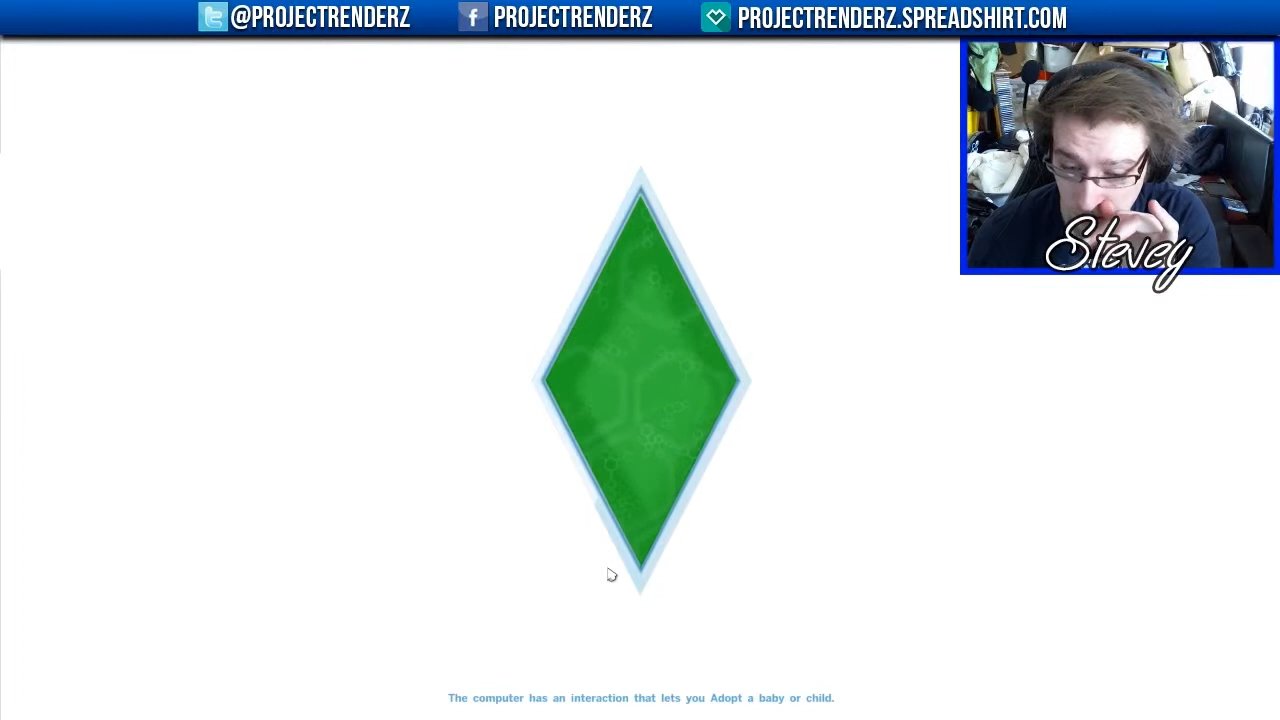 @PROJECTRENDERZ PROJECTRENDERZ PROJECTRENDERZ.SPREADSHIRT.COM
Stevey
The computer has an interaction that lets you Adopt a baby or child.